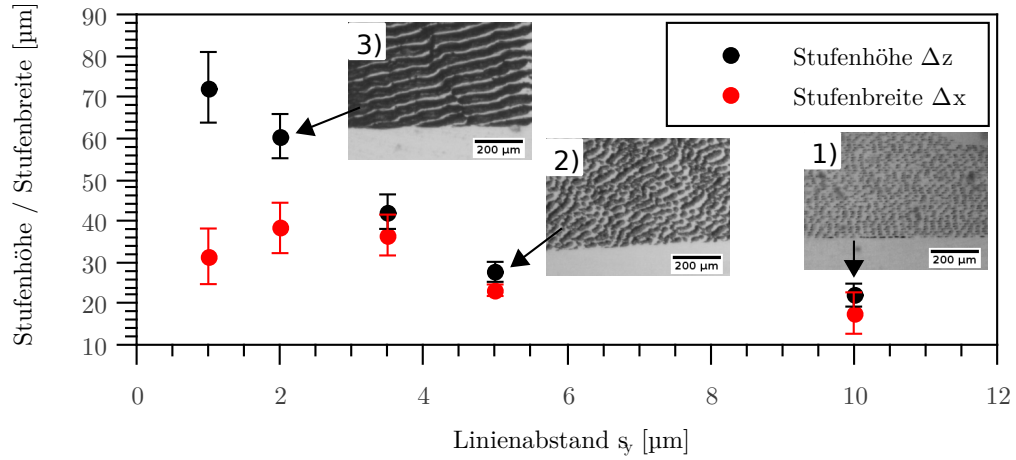 Stufenhöhe / Stufenbreite [µm]
90
80
70
60
50
40
30
20
10
3)
200 µm
2)
200 µm
1)
200 µm
Stufenhöhe Δz
Stufenbreite Δx
0
2
4
6
8
10
12
Linienabstand s_y [µm]